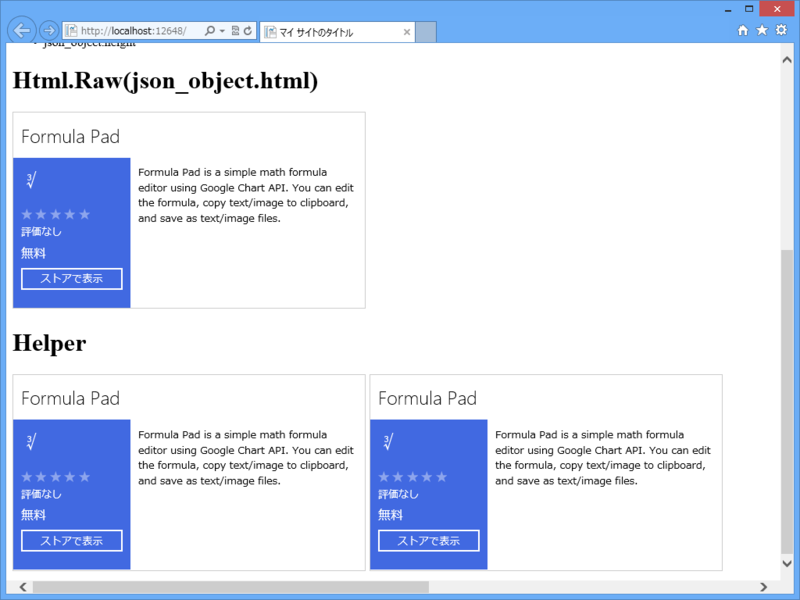 http://localhost:12648/
マイ サイトのタイトル
json_object.height
Html.Raw(json_object.html)
Formula Pad
∛
評価なし
無料
ストアで表示
Formula Pad is a simple math formula
editor using Google Chart API. You can edit
the formula, copy text/image to clipboard,
and save as text/image files.
Helper
Formula Pad
∛
評価なし
無料
ストアで表示
Formula Pad is a simple math formula
editor using Google Chart API. You can edit
the formula, copy text/image to clipboard,
and save as text/image files.
Formula Pad
∛
評価なし
無料
ストアで表示
Formula Pad is a simple math formula
editor using Google Chart API. You can edit
the formula, copy text/image to clipboard,
and save as text/image files.